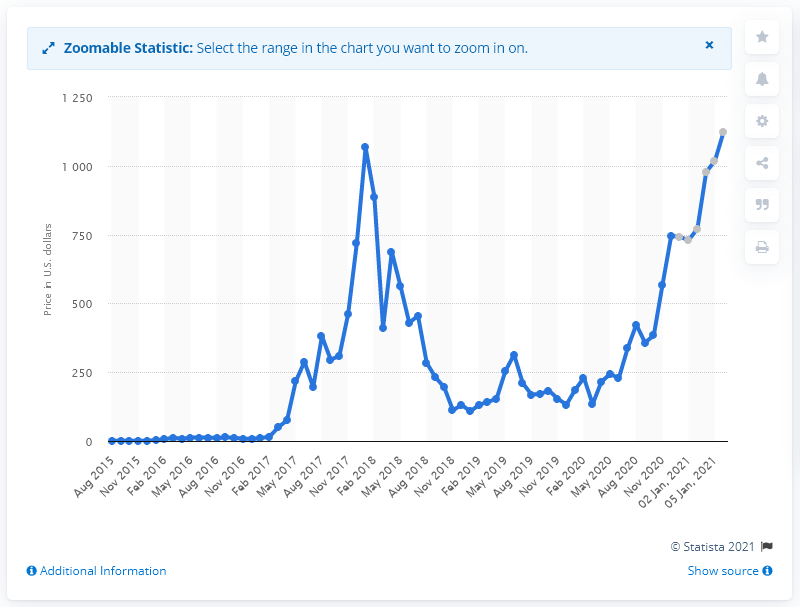 Zoomable Statistic: Select the range in the chart you want to zoom in on.
×
1 250
1 000
750
500
250
0
Price in U.S. dollars
Aug 2015
Nov 2015
Feb 2016
May 2016
Aug 2016
Nov 2016
Feb 2017
May 2017
Aug 2017
Nov 2017
Feb 2018
May 2018
Aug 2018
Nov 2018
Feb 2019
May 2019
Aug 2019
Nov 2019
Feb 2020
May 2020
Aug 2020
Nov 2020
02 Jan, 2021
05 Jan, 2021
© Statista 2021
Additional Information
Show source